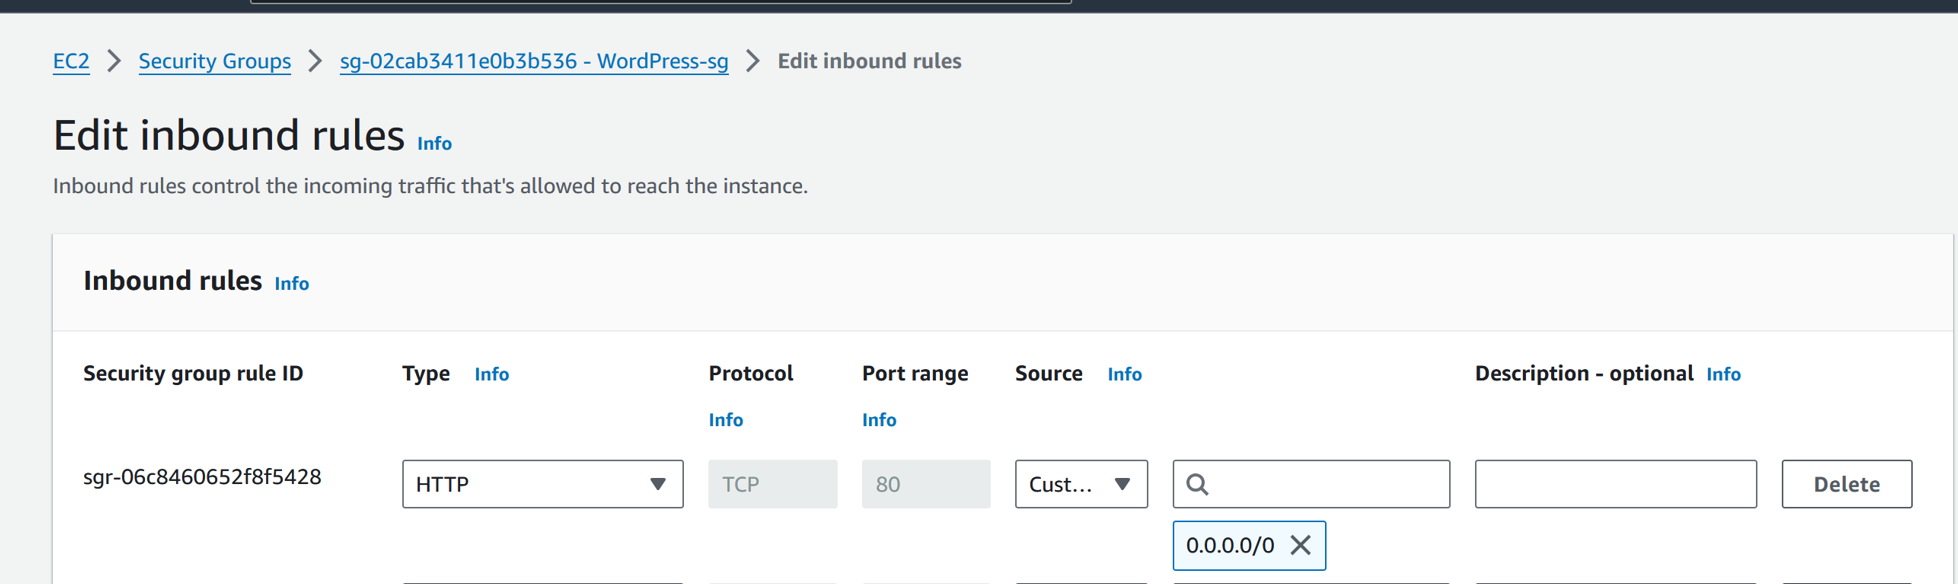 EC2 > Security Groups > sg-02cab3411e0b3b536 - WordPress-sg > Edit inbound rules
Edit inbound rules Info
Inbound rules control the incoming traffic that's allowed to reach the instance.
Inbound rules Info
Security group rule ID Type Info Protocol Port range Source Info Description - optional Info
Info Info
sgr-06c8460652f8f5428 HTTP TCP 80 Cust... Delete
0.0.0.0/0